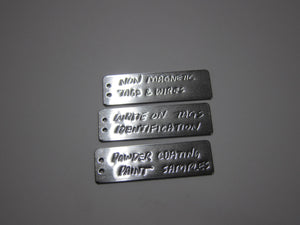 NON MAGNETIC
TAGS & WIRES
WRITE ON TAGS
IDENTIFICATION
POWDER COATING
PAINT SAMPLES